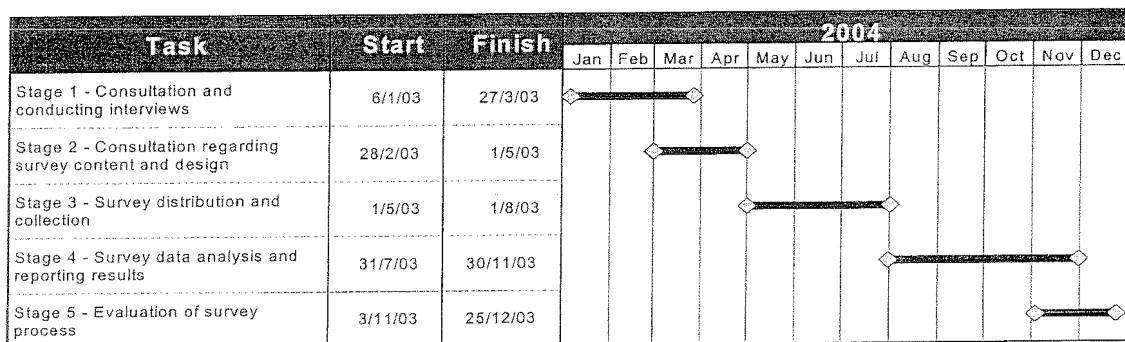 2004
Task Start Finish
Jan Feb Mar Apr May Jun Jul Aug Sep Oct Nov Dec
Stage 1 - Consultation and
conducting interviews
6/1/03 27/3/03
Stage 2 - Consultation regarding
survey content and design
28/2/03 1/5/03
Stage 3 - Survey distribution and
collection
1/5/03 1/8/03
Stage 4 - Survey data analysis and
reporting results
31/7/03 30/11/03
Stage 5 - Evaluation of survey
process
3/11/03 25/12/03